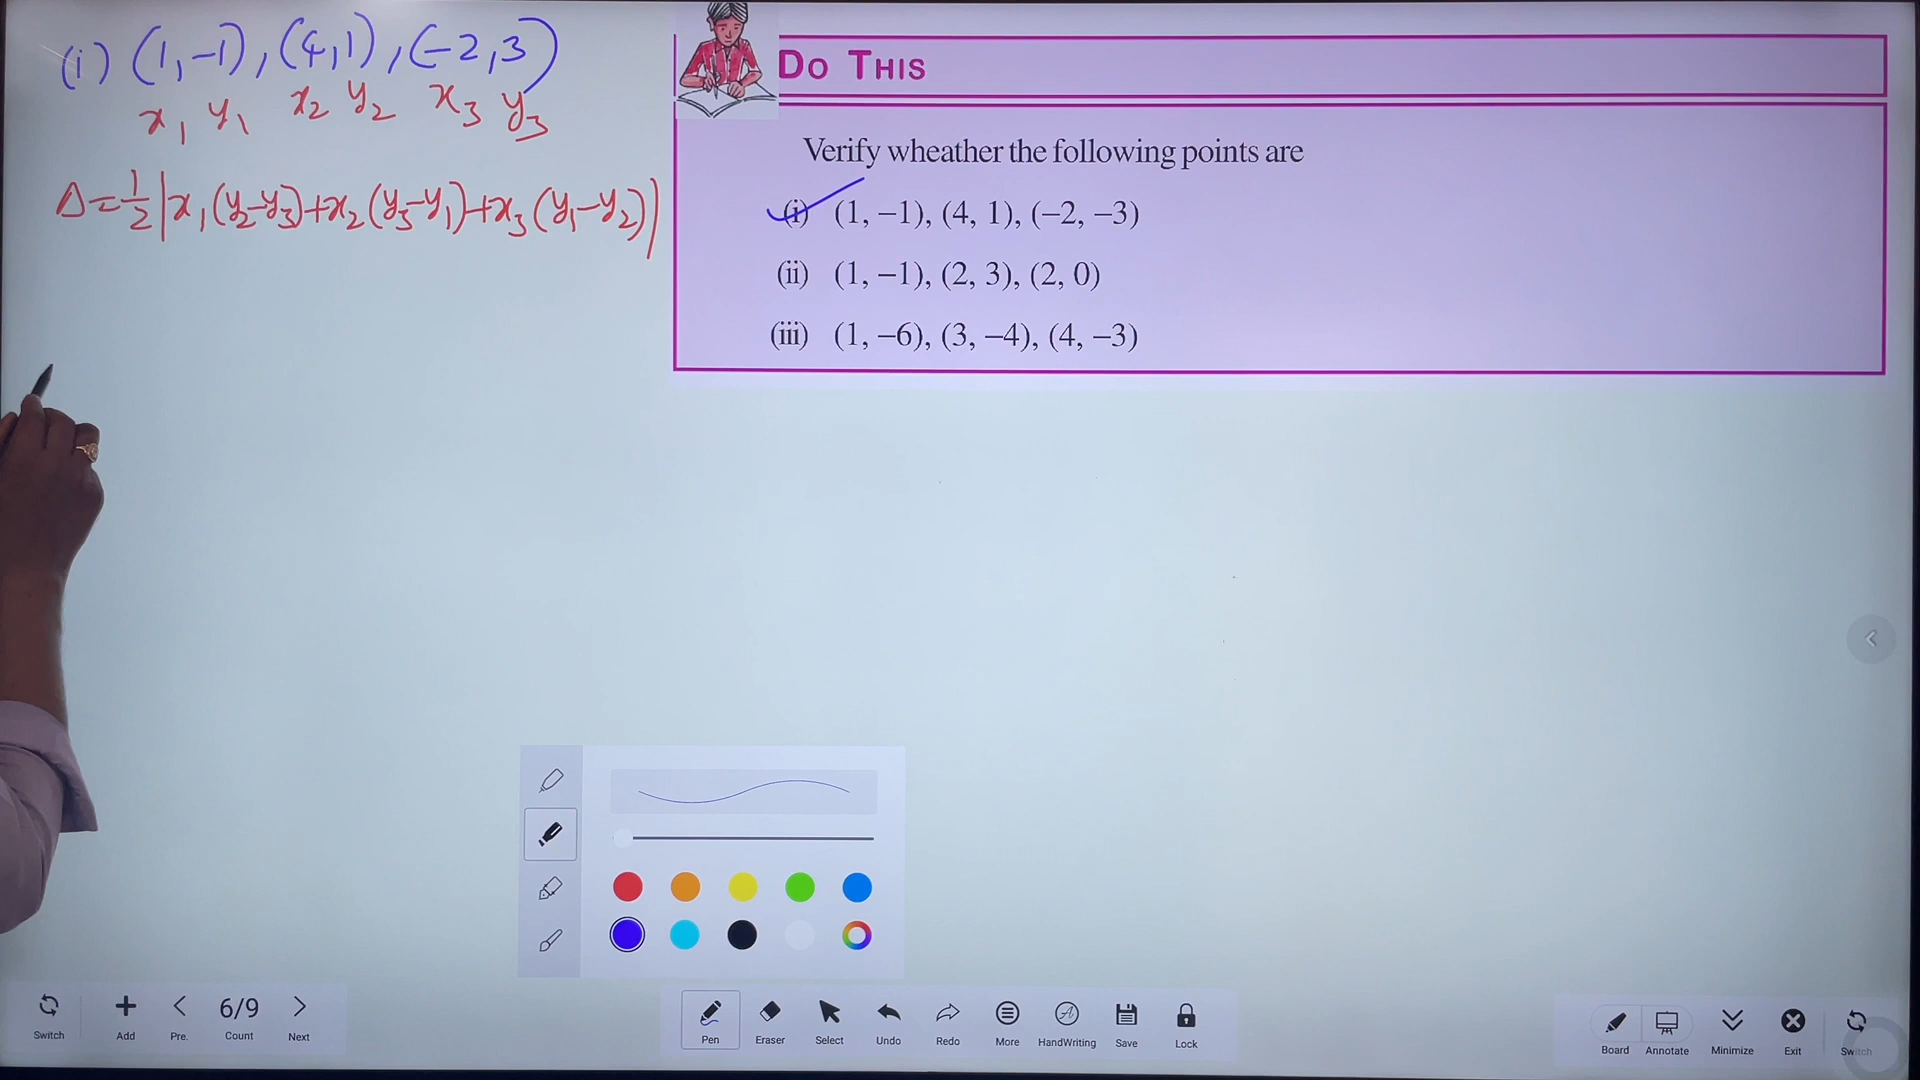 (i) (1,-1), (4,1), (-2,3)
x₁ y₁ x₂ y₂ x₃ y₃
Δ=½|x₁(y₂-y₃)+x₂(y₃-y₁)+x₃(y₁-y₂)|
DO THIS
Verify wheather the following points are
(i) (1, −1), (4, 1), (−2, −3)
(ii) (1, −1), (2, 3), (2, 0)
(iii) (1, −6), (3, −4), (4, −3)
Switch
Add
Pre.
6/9
Count
Next
Pen
Eraser
Select
Undo
Redo
More
HandWriting
Save
Lock
Board
Annotate
Minimize
Exit
Switch